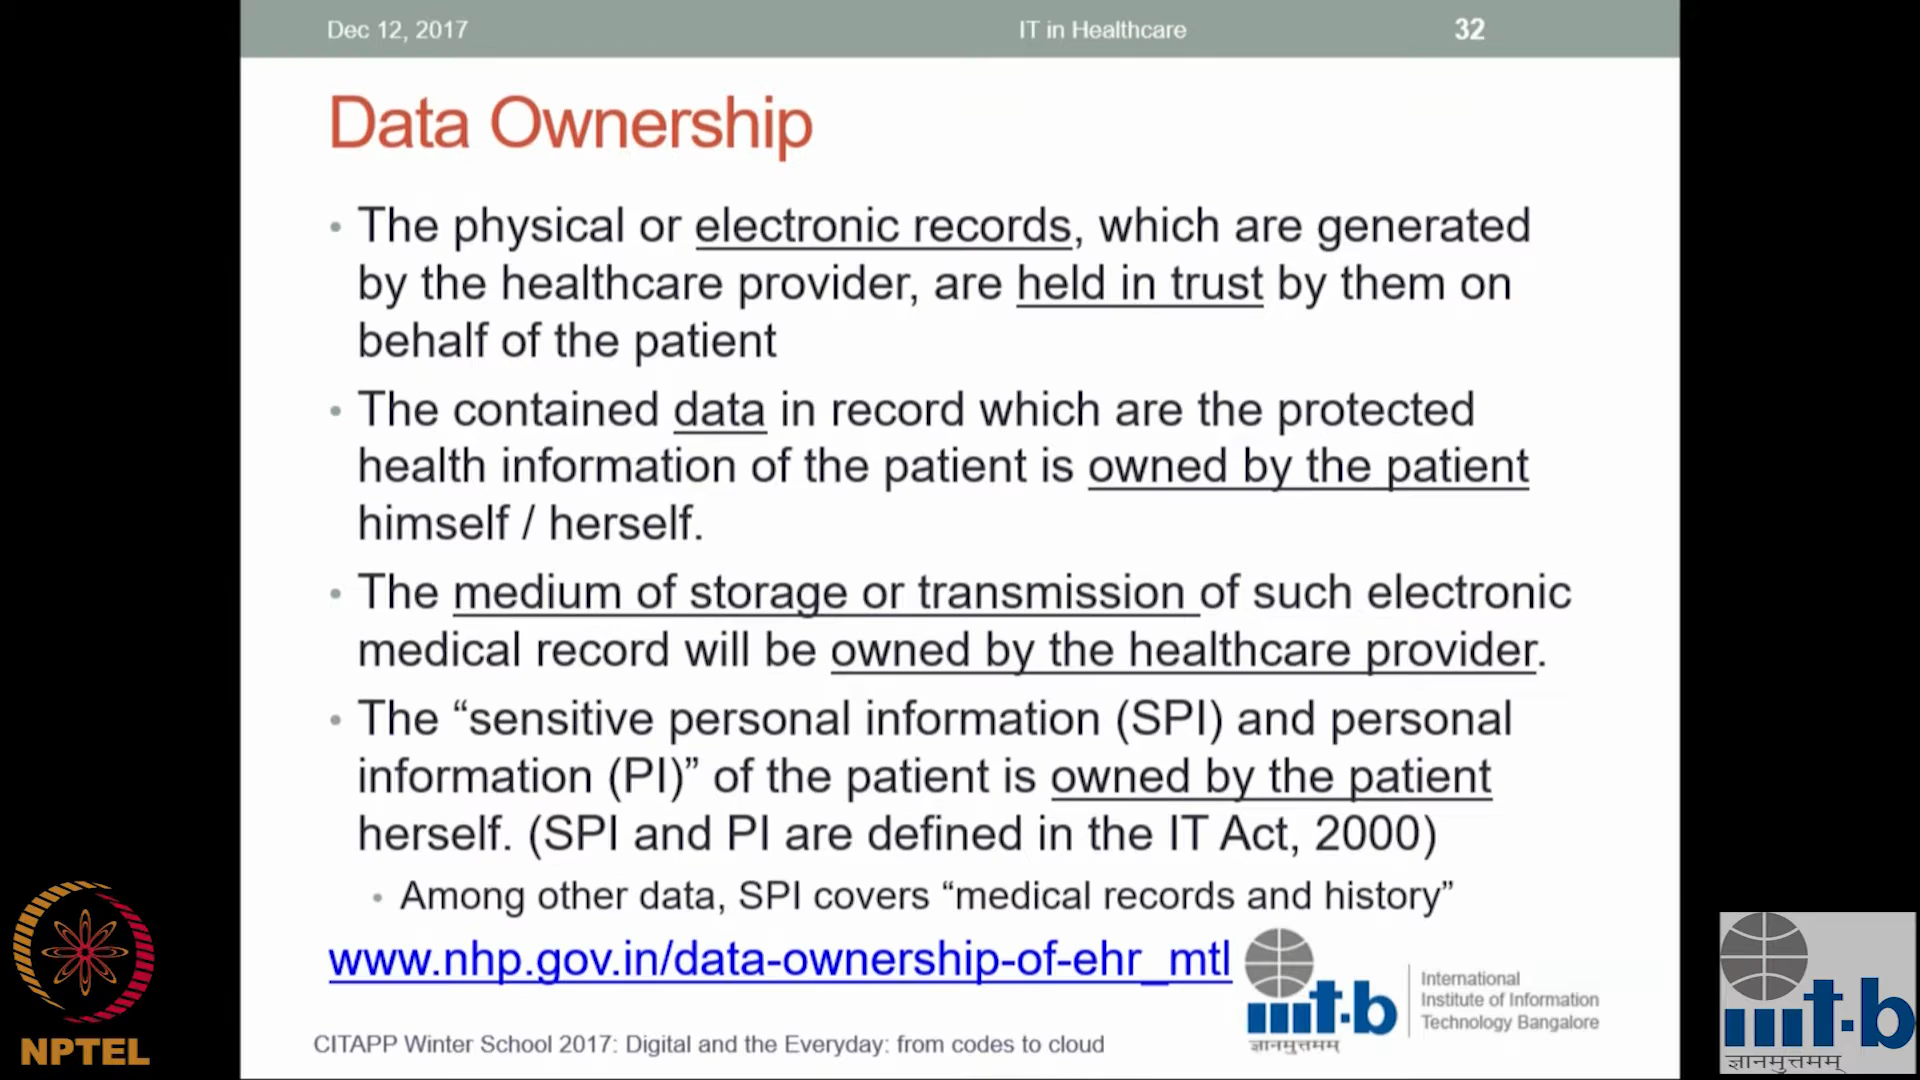 Dec 12, 2017 IT in Healthcare 32
Data Ownership
• The physical or electronic records, which are generated
by the healthcare provider, are held in trust by them on
behalf of the patient
• The contained data in record which are the protected
health information of the patient is owned by the patient
himself / herself.
• The medium of storage or transmission of such electronic
medical record will be owned by the healthcare provider.
• The “sensitive personal information (SPI) and personal
information (PI)” of the patient is owned by the patient
herself. (SPI and PI are defined in the IT Act, 2000)
• Among other data, SPI covers “medical records and history”
www.nhp.gov.in/data-ownership-of-ehr_mtl
iiit-b
ज्ञानमुत्तमम्
International
Institute of Information
Technology Bangalore
CITAPP Winter School 2017: Digital and the Everyday: from codes to cloud
NPTEL
iiit-b
ज्ञानमुत्तमम्